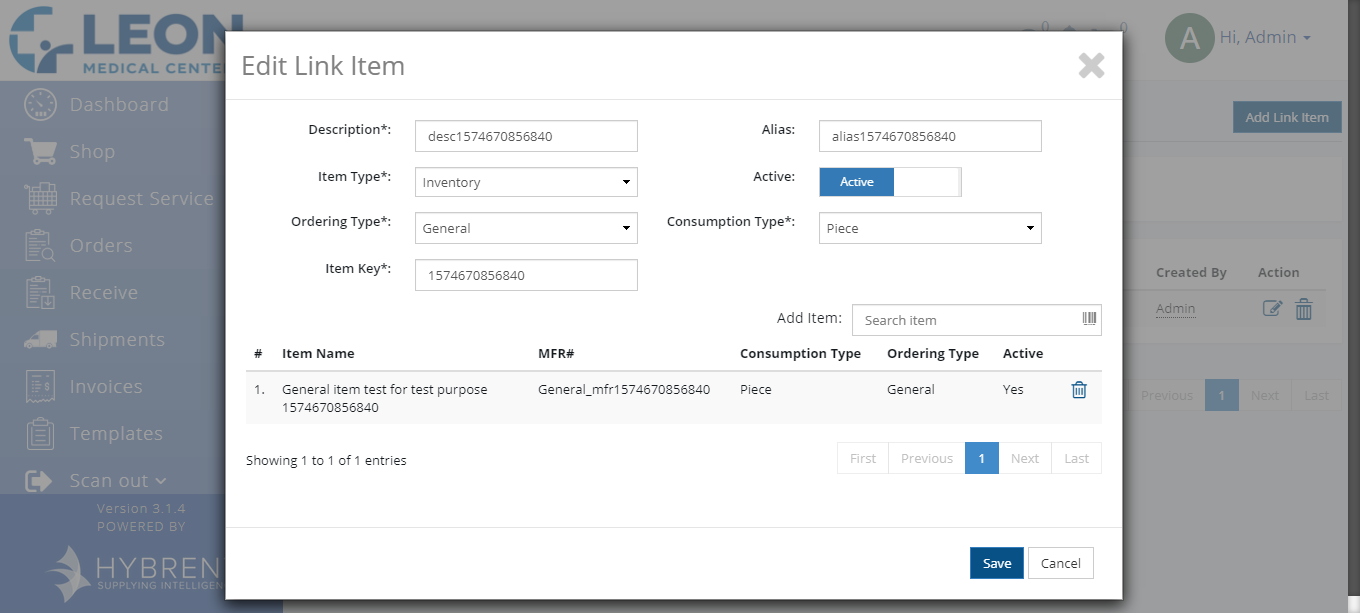 LEON
MEDICAL CENTER
0
0
A
Hi, Admin
Edit Link Item
Dashboard
Shop
Request Service
Orders
Receive
Shipments
Invoices
Templates
Scan out
Version 3.1.4
POWERED BY
HYBREN
SUPPLYING INTELLIGEN
Add Link Item
Description*: desc1574670856840 Alias: alias1574670856840
Item Type*: Inventory Active: Active
Ordering Type*: General Consumption Type*: Piece
Item Key*: 1574670856840
Add Item: Search item
# Item Name MFR# Consumption Type Ordering Type Active
1. General item test for test purpose General_mfr1574670856840 Piece General Yes
1574670856840
Showing 1 to 1 of 1 entries First Previous 1 Next Last
Save Cancel
Created By Action
Admin
Previous 1 Next Last